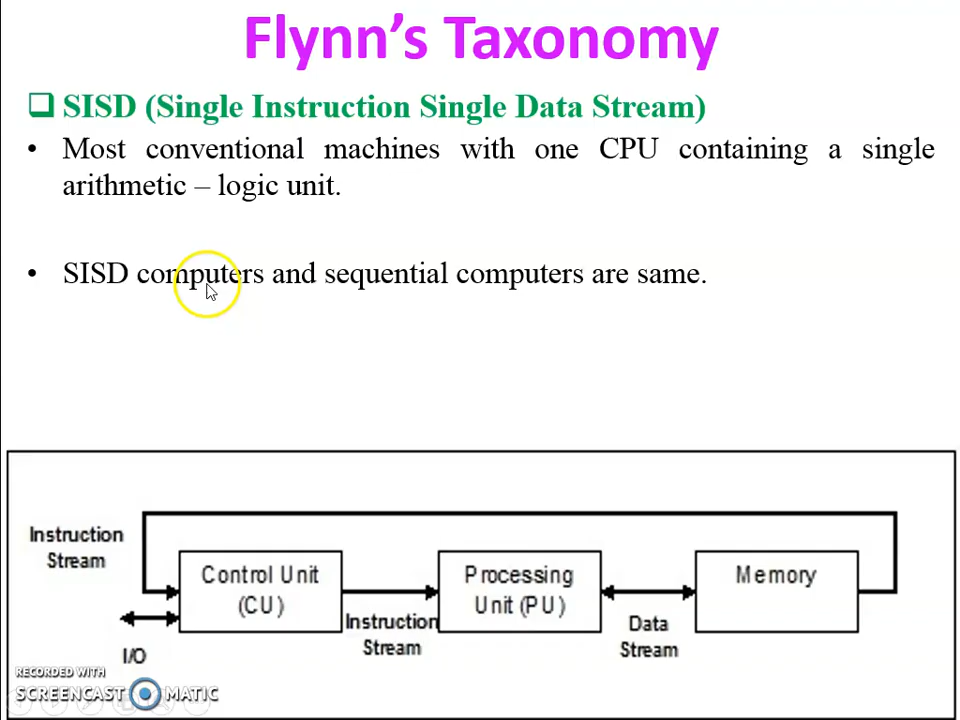 Flynn's Taxonomy
SISD (Single Instruction Single Data Stream)
• Most conventional machines with one CPU containing a single
arithmetic – logic unit.
• SISD computers and sequential computers are same.
Instruction
Stream
Control Unit
(CU)
Processing
Unit (PU)
Memory
Instruction
Stream
Data
Stream
I/O
RECORDED WITH
SCREENCAST MATIC